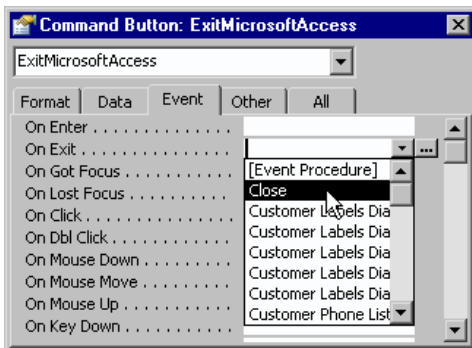 Command Button: ExitMicrosoftAccess
ExitMicrosoftAccess
Format Data Event Other All
On Enter . . . . . . . . . . . . . .
On Exit . . . . . . . . . . . . . . . ...
On Got Focus . . . . . . . . . [Event Procedure]
On Lost Focus . . . . . . . . Close
On Click . . . . . . . . . . . . . . Customer Labels Dia
On Dbl Click . . . . . . . . . . . Customer Labels Dia
On Mouse Down . . . . . . . Customer Labels Dia
On Mouse Move . . . . . . . Customer Labels Dia
On Mouse Up . . . . . . . . . . Customer Labels Dia
On Key Down . . . . . . . . . . Customer Phone List